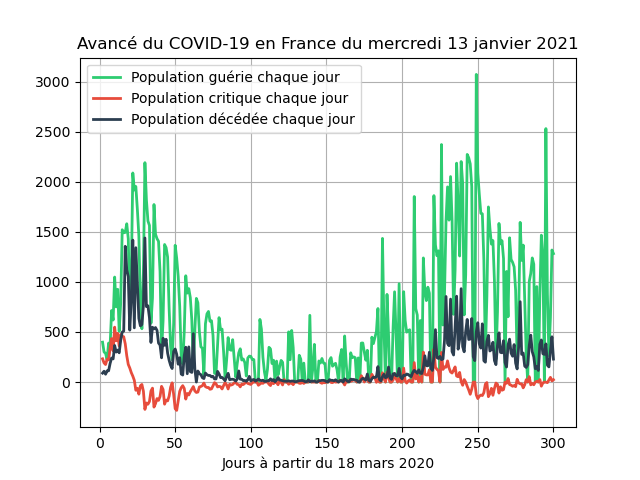 Avancé du COVID-19 en France du mercredi 13 janvier 2021
Population guérie chaque jour
Population critique chaque jour
Population décédée chaque jour
3000
2500
2000
1500
1000
500
0
0 50 100 150 200 250 300
Jours à partir du 18 mars 2020